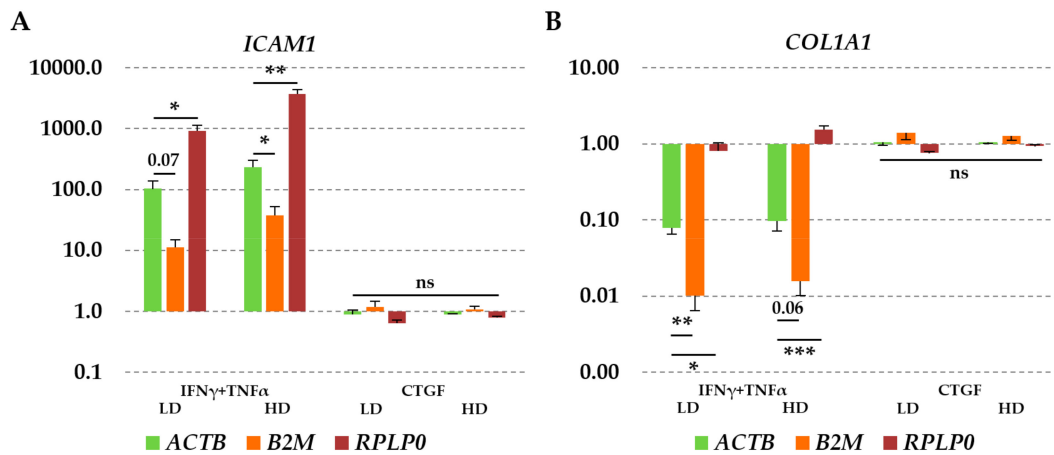 A
ICAM1
10000.0
1000.0
100.0
10.0
1.0
0.1
*
0.07
**
*
ns
IFNγ+TNFα
CTGF
LD
HD
LD
HD
ACTB
B2M
RPLP0
B
COL1A1
10.00
1.00
0.10
0.01
0.00
**
*
0.06
***
ns
IFNγ+TNFα
CTGF
LD
HD
LD
HD
ACTB
B2M
RPLP0